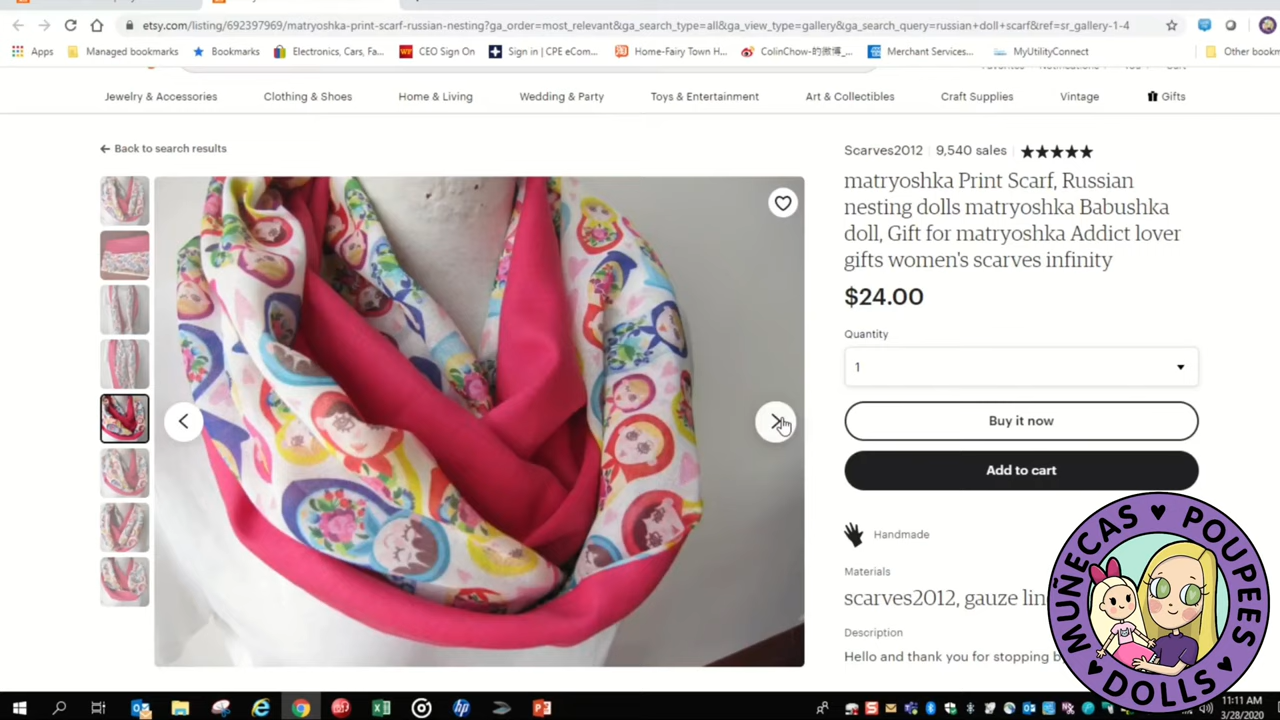 etsy.com/listing/692397969/matryoshka-print-scarf-russian-nesting?ga_order=most_relevant&ga_search_type=all&ga_view_type=gallery&ga_search_query=russian+doll+scarf&ref=sr_gallery-1-4
Apps Managed bookmarks Bookmarks Electronics, Cars, Fa... CEO Sign On Sign in | CPE eCom... Home-Fairy Town H... ColinChow-的微博_... Merchant Services... MyUtilityConnect Other bookm
Jewelry & Accessories Clothing & Shoes Home & Living Wedding & Party Toys & Entertainment Art & Collectibles Craft Supplies Vintage Gifts
Back to search results
Scarves2012 9,540 sales
matryoshka Print Scarf, Russian
nesting dolls matryoshka Babushka
doll, Gift for matryoshka Addict lover
gifts women's scarves infinity
$24.00
Quantity
1
Buy it now
Add to cart
Handmade
Materials
scarves2012, gauze lin
Description
Hello and thank you for stopping b
MUÑECAS ♥ POUPEES ♥ DOLLS ♥
11:11 AM
3/28/2020